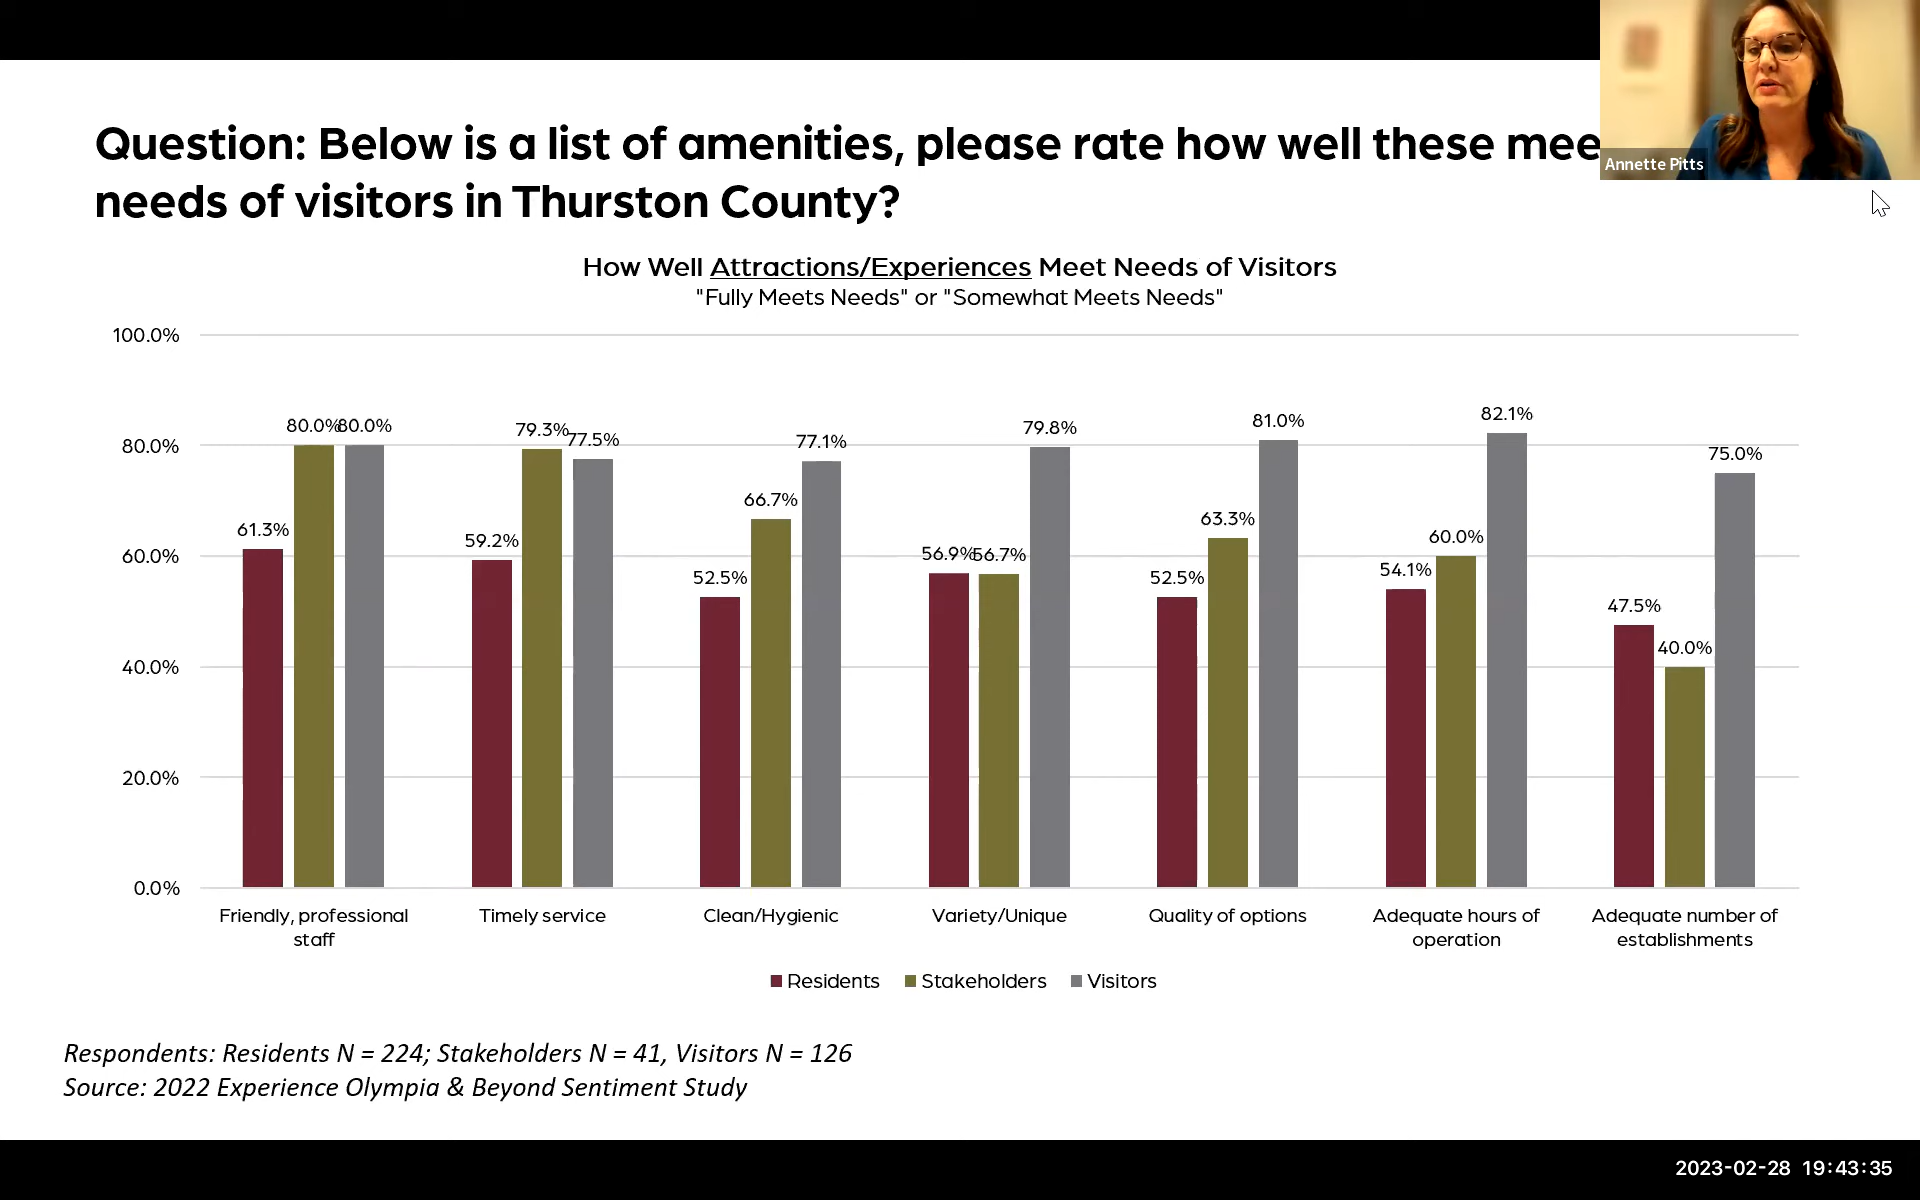 Question: Below is a list of amenities, please rate how well these mee
needs of visitors in Thurston County?
Annette Pitts
How Well Attractions/Experiences Meet Needs of Visitors
"Fully Meets Needs" or "Somewhat Meets Needs"
100.0%
80.0%
60.0%
40.0%
20.0%
0.0%
61.3% 80.0% 80.0%
59.2% 79.3% 77.5%
52.5% 66.7% 77.1%
56.9% 56.7% 79.8%
52.5% 63.3% 81.0%
54.1% 60.0% 82.1%
47.5% 40.0% 75.0%
Friendly, professional
staff
Timely service
Clean/Hygienic
Variety/Unique
Quality of options
Adequate hours of
operation
Adequate number of
establishments
Residents Stakeholders Visitors
Respondents: Residents N = 224; Stakeholders N = 41, Visitors N = 126
Source: 2022 Experience Olympia & Beyond Sentiment Study
2023-02-28 19:43:35